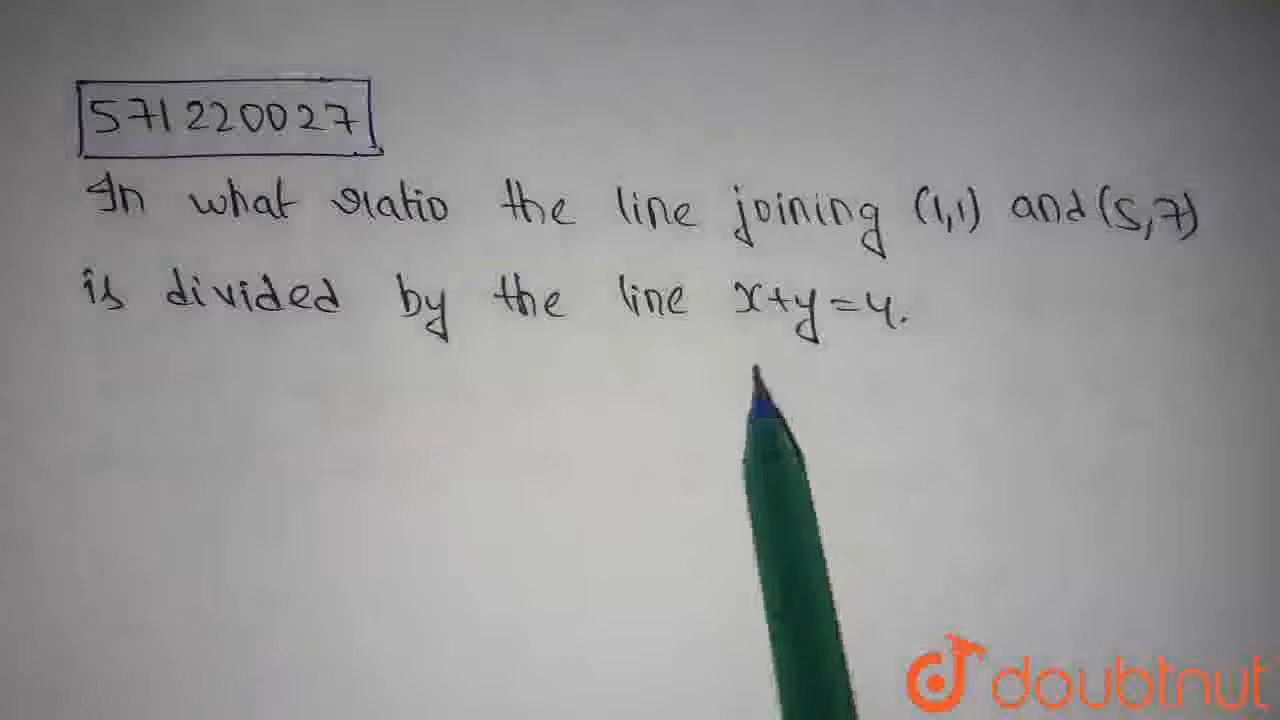 571220027
In what ratio the line joining (1,1) and (5,7)
is divided by the line x+y=4.
doubtnut